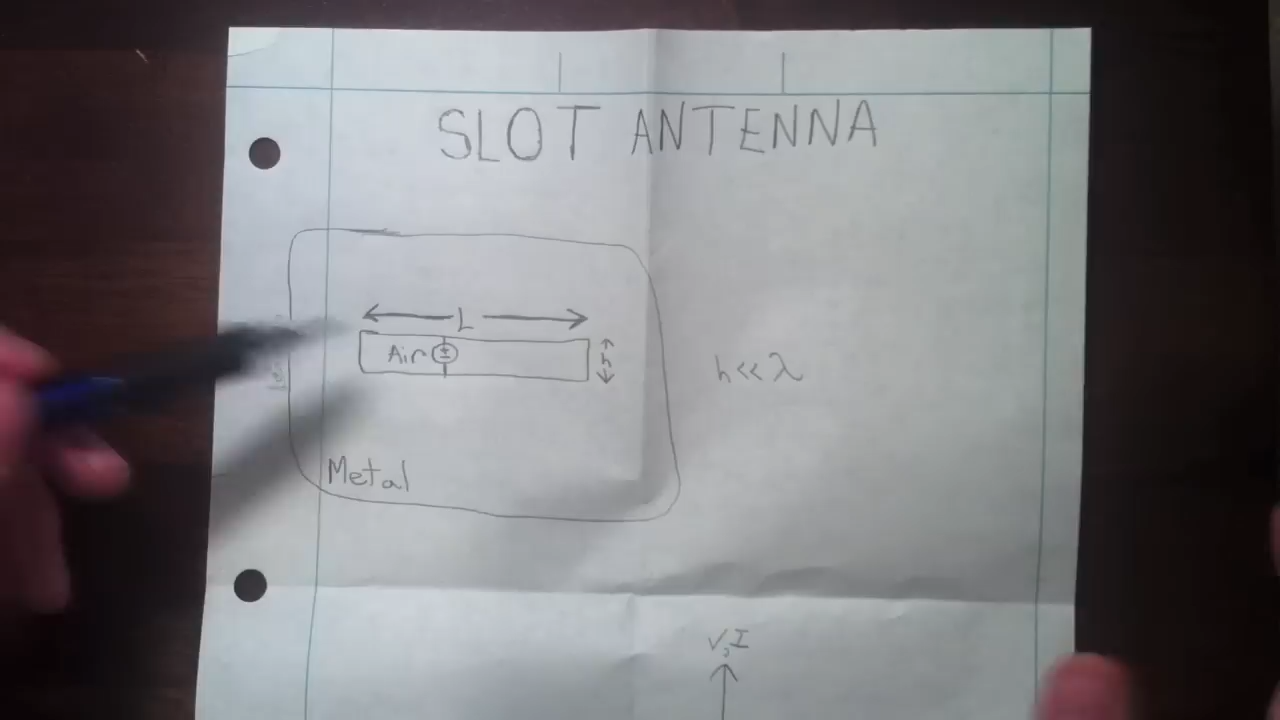 SLOT ANTENNA
L
Air ±
h
h<<λ
Metal
V,I